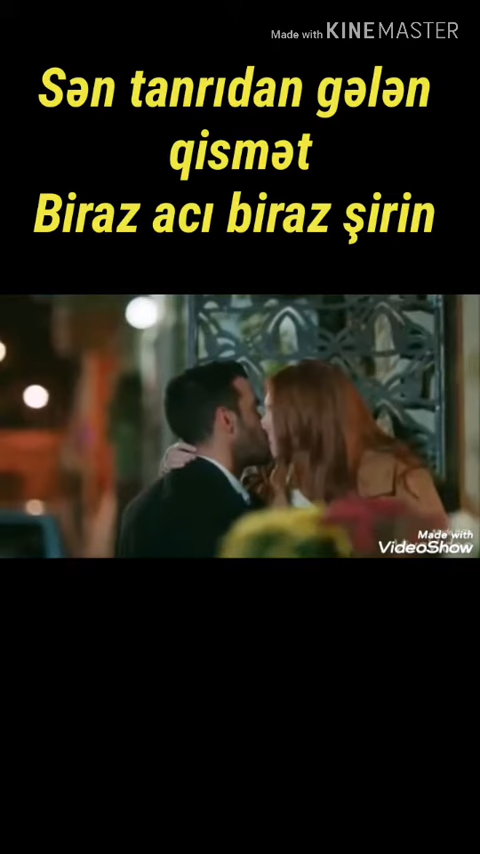 Made with KINEMASTER
Sən tanrıdan gələn
qismət
Biraz acı biraz şirin
Made with
VideoShow